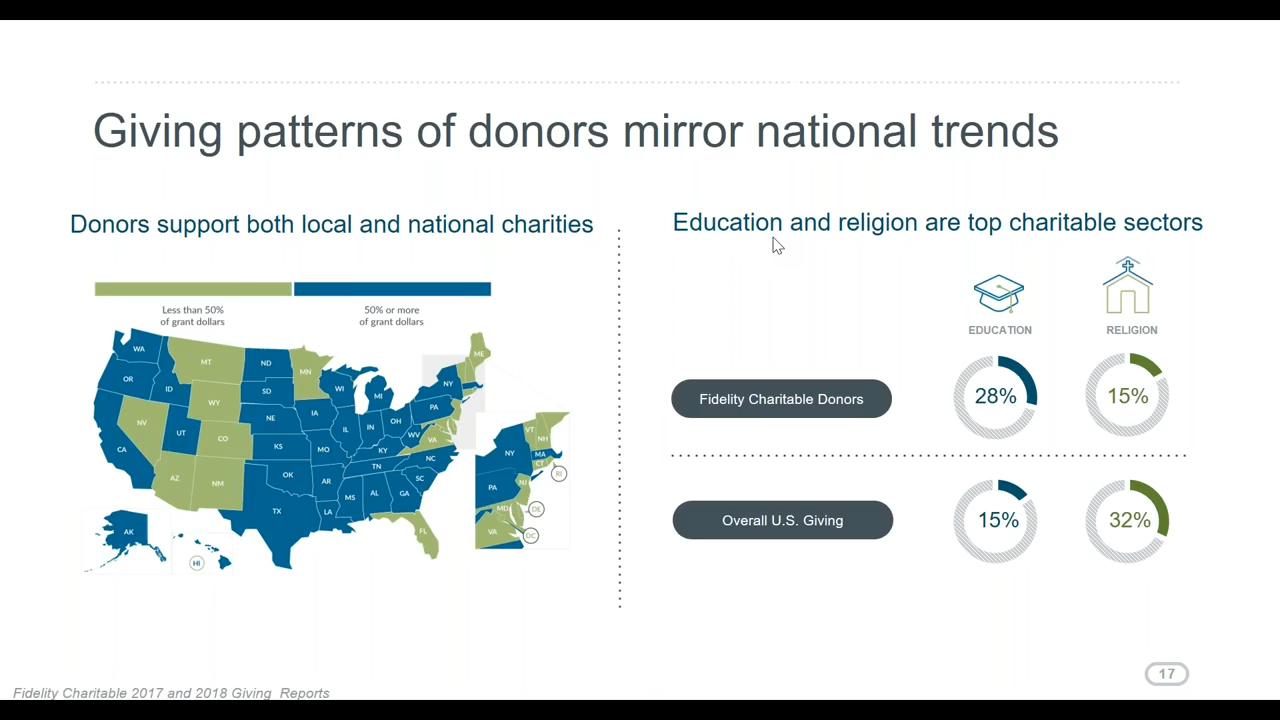 Giving patterns of donors mirror national trends
Donors support both local and national charities
Less than 50%
of grant dollars
50% or more
of grant dollars
WA
OR
CA
ID
NV
UT
AZ
MT
WY
CO
NM
ND
SD
NE
KS
OK
TX
MN
IA
MO
AR
LA
WI
IL
MI
IN
OH
KY
TN
MS
AL
GA
FL
SC
NC
VA
WV
PA
NY
ME
AK
HI
VT
NH
NY
MA
CT
RI
PA
NJ
MD
DE
VA
DC
Education and religion are top charitable sectors
EDUCATION
RELIGION
Fidelity Charitable Donors
28%
15%
Overall U.S. Giving
15%
32%
17
Fidelity Charitable 2017 and 2018 Giving Reports